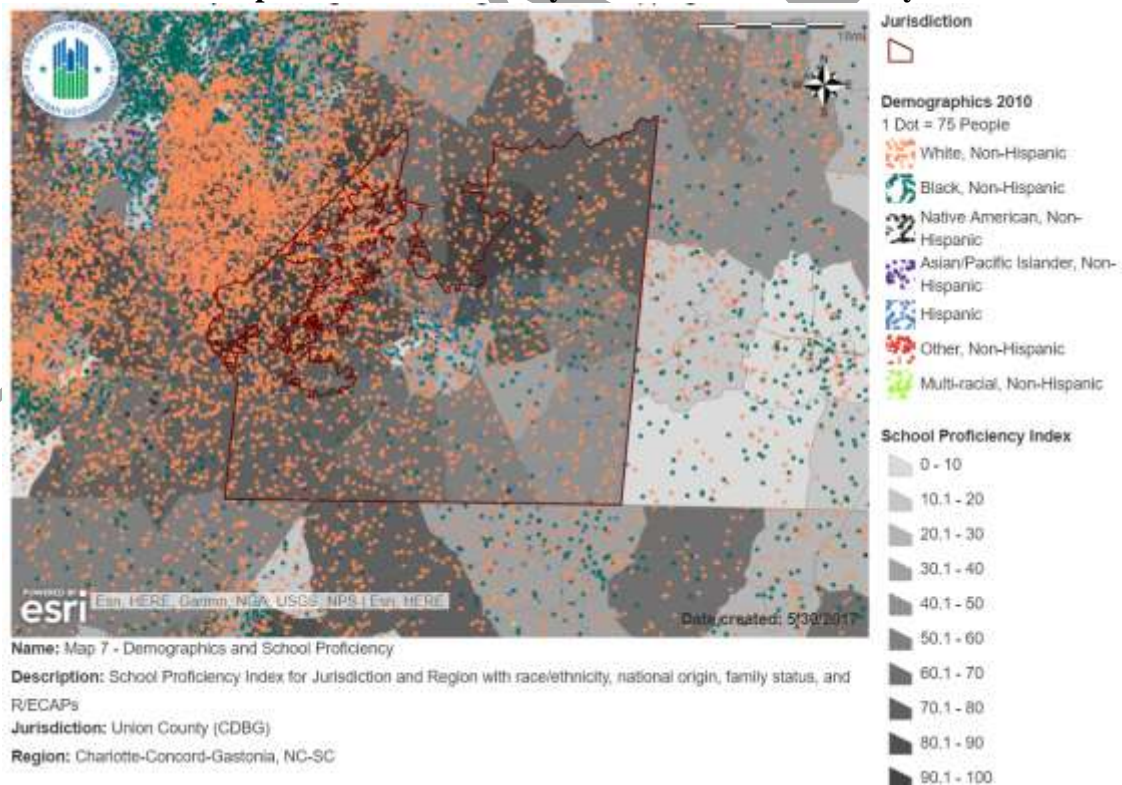 10mi
Jurisdiction
Demographics 2010
1 Dot = 75 People
White, Non-Hispanic
Black, Non-Hispanic
Native American, Non-
Hispanic
Asian/Pacific Islander, Non-
Hispanic
Hispanic
Other, Non-Hispanic
Multi-racial, Non-Hispanic
School Proficiency Index
0 - 10
10.1 - 20
20.1 - 30
30.1 - 40
40.1 - 50
50.1 - 60
60.1 - 70
70.1 - 80
80.1 - 90
90.1 - 100
POWERED BY
esri
Esri, HERE, Garmin, NGA, USGS, NPS | Esri, HERE
Date created: 5/30/2017
Name: Map 7 - Demographics and School Proficiency
Description: School Proficiency Index for Jurisdiction and Region with race/ethnicity, national origin, family status, and
R/ECAPs
Jurisdiction: Union County (CDBG)
Region: Charlotte-Concord-Gastonia, NC-SC